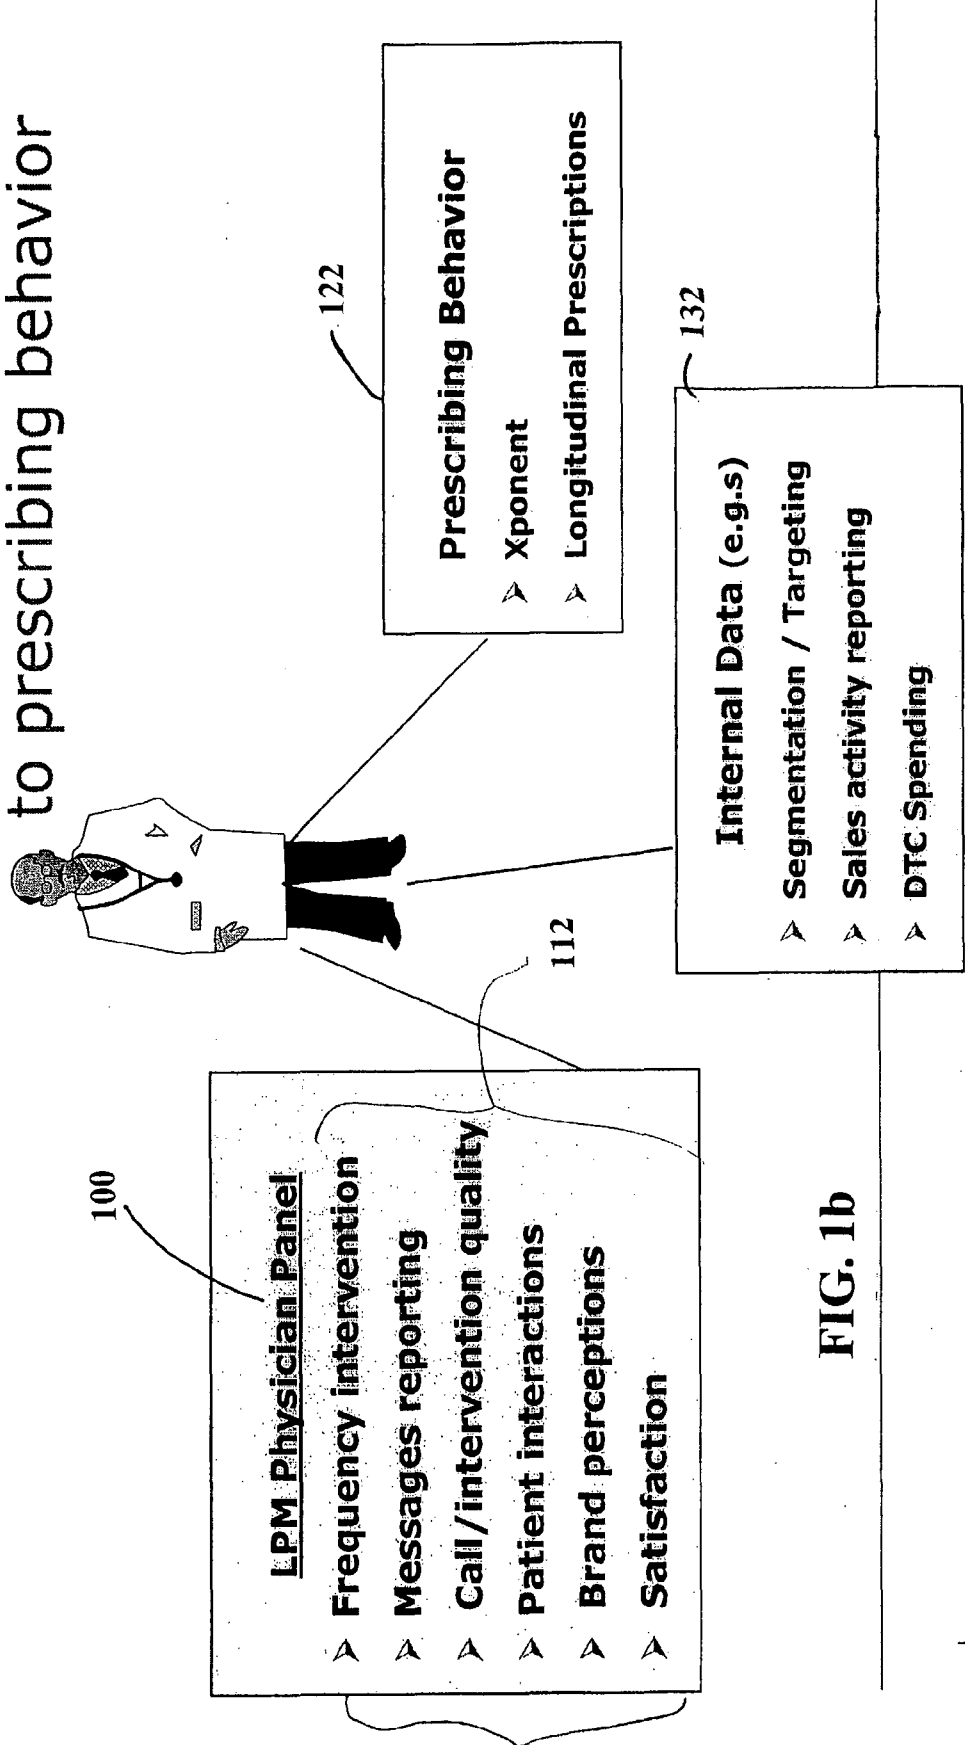 to prescribing behavior
100
LPM Physician Panel
➢ Frequency intervention
➢ Messages reporting
➢ Call/intervention quality
➢ Patient interactions
➢ Brand perceptions
➢ Satisfaction
112
122
Prescribing Behavior
➢ Xponent
➢ Longitudinal Prescriptions
132
Internal Data (e.g.s)
➢ Segmentation / Targeting
➢ Sales activity reporting
➢ DTC Spending
FIG. 1b